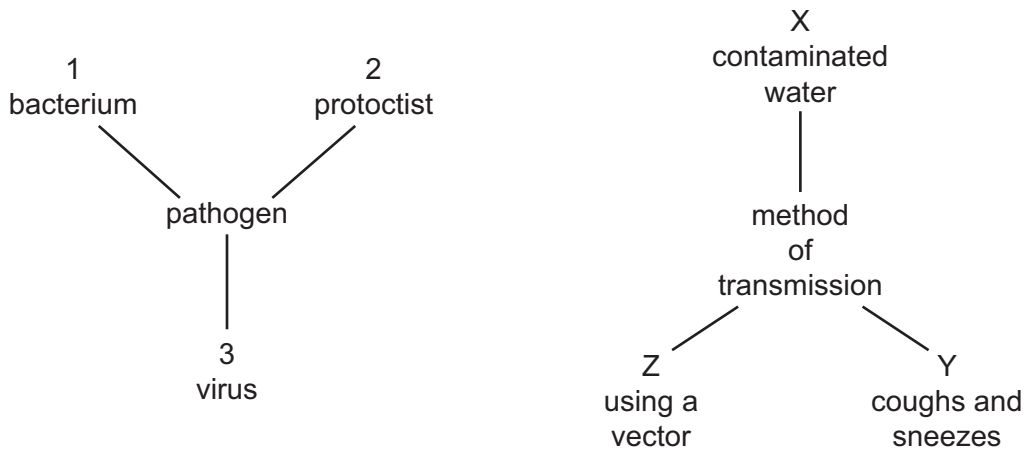 1
bacterium
2
protoctist
pathogen
3
virus
X
contaminated
water
method
of
transmission
Z
using a
vector
Y
coughs and
sneezes